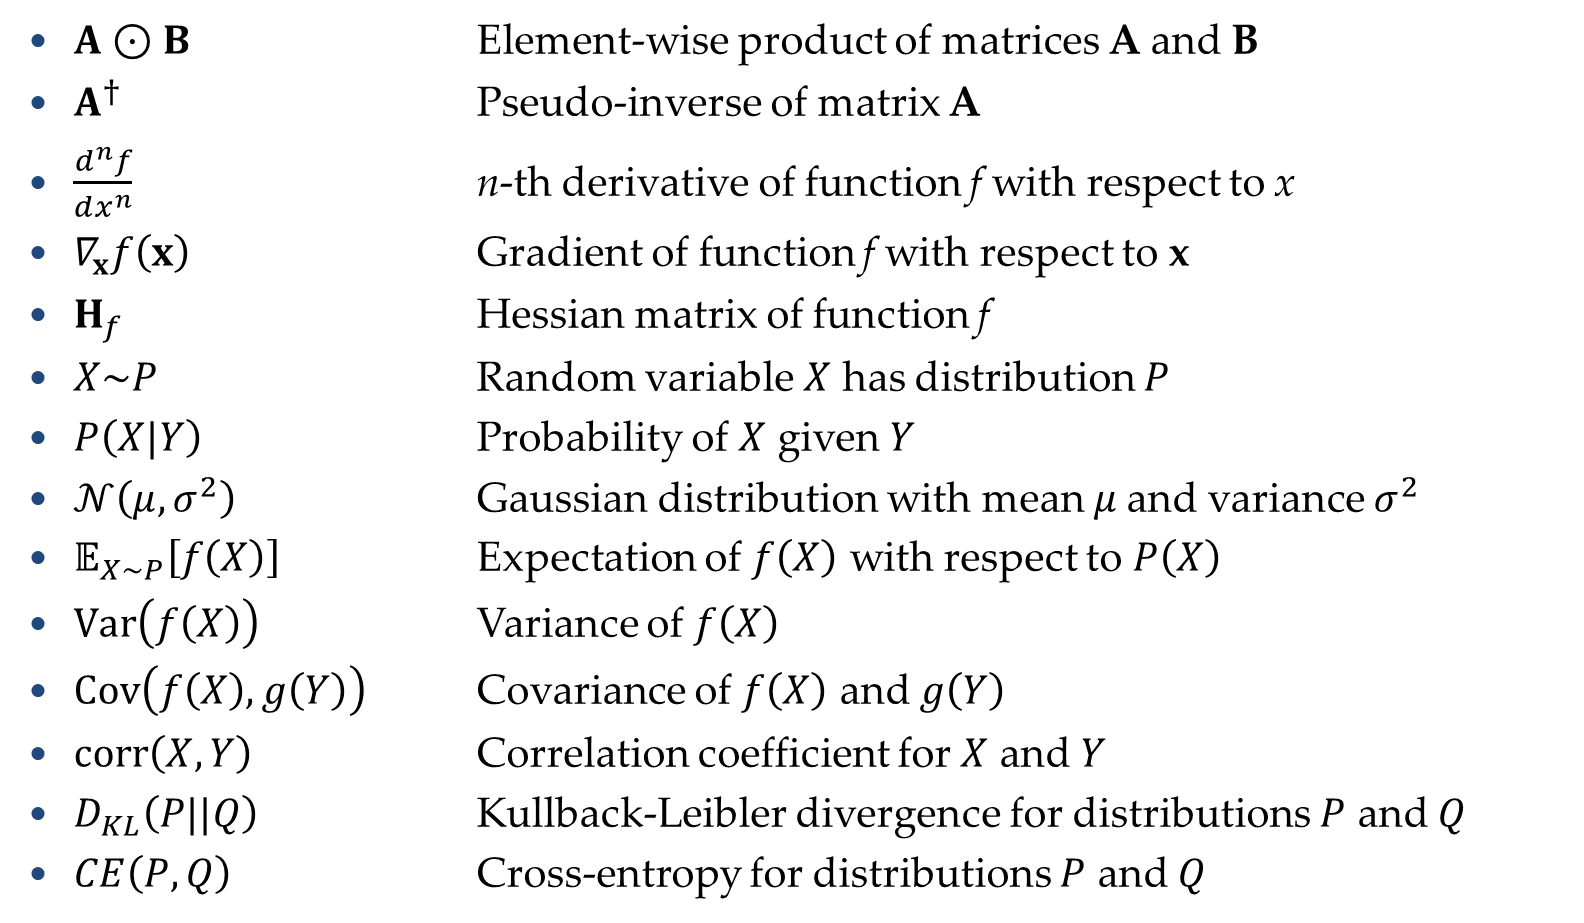 • A ⊙ B Element-wise product of matrices A and B
• A† Pseudo-inverse of matrix A
• dⁿf/dxⁿ n-th derivative of function f with respect to x
• ∇ₓf(x) Gradient of function f with respect to x
• H_f Hessian matrix of function f
• X~P Random variable X has distribution P
• P(X|Y) Probability of X given Y
• 𝒩(μ,σ²) Gaussian distribution with mean μ and variance σ²
• 𝔼_{X~P}[f(X)] Expectation of f(X) with respect to P(X)
• Var(f(X)) Variance of f(X)
• Cov(f(X),g(Y)) Covariance of f(X) and g(Y)
• corr(X,Y) Correlation coefficient for X and Y
• D_{KL}(P||Q) Kullback-Leibler divergence for distributions P and Q
• CE(P,Q) Cross-entropy for distributions P and Q